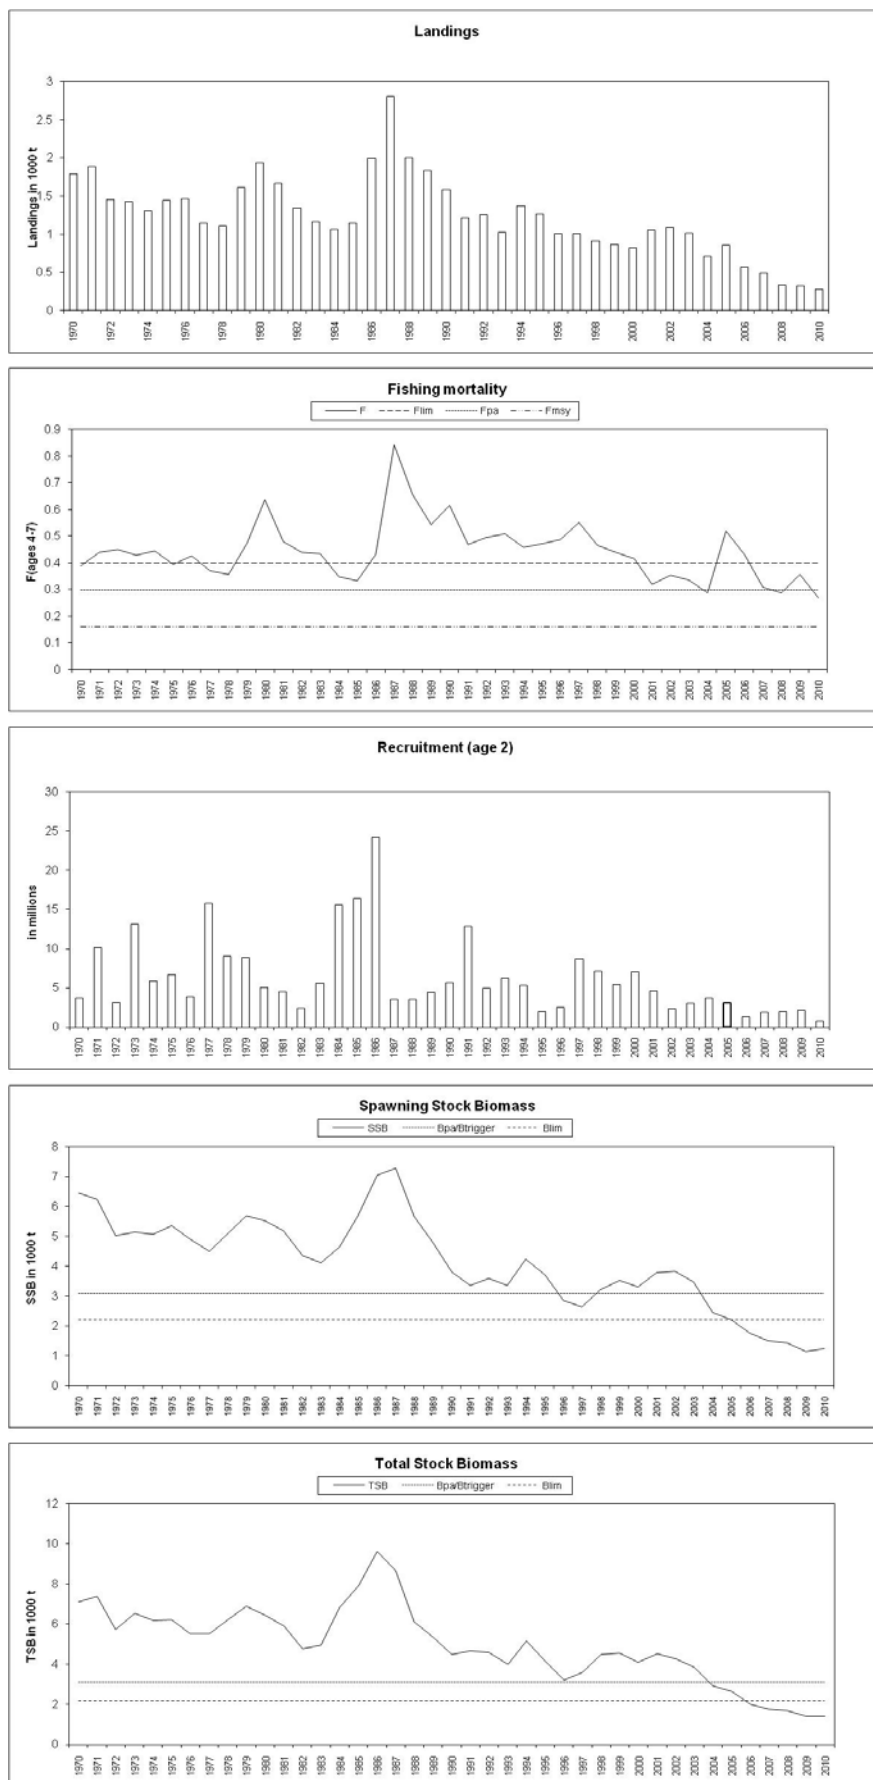 Landings
3
2.5
2
1.5
1
0.5
0
Landings in 1000 t
1970 1972 1974 1976 1978 1980 1982 1984 1986 1988 1990 1992 1994 1996 1998 2000 2002 2004 2006 2008 2010
Fishing mortality
F Flim Fpa Fmsy
0.9
0.8
0.7
0.6
0.5
0.4
0.3
0.2
0.1
0
F(ages 4-7)
1970 1971 1972 1973 1974 1975 1976 1977 1978 1979 1980 1981 1982 1983 1984 1985 1986 1987 1988 1989 1990 1991 1992 1993 1994 1995 1996 1997 1998 1999 2000 2001 2002 2003 2004 2005 2006 2007 2008 2009 2010
Recruitment (age 2)
30
25
20
15
10
5
0
in millions
1970 1971 1972 1973 1974 1975 1976 1977 1978 1979 1980 1981 1982 1983 1984 1985 1986 1987 1988 1989 1990 1991 1992 1993 1994 1995 1996 1997 1998 1999 2000 2001 2002 2003 2004 2005 2006 2007 2008 2009 2010
Spawning Stock Biomass
SSB Bpa/Btrigger Blim
8
7
6
5
4
3
2
1
0
SSB in 1000 t
1970 1971 1972 1973 1974 1975 1976 1977 1978 1979 1980 1981 1982 1983 1984 1985 1986 1987 1988 1989 1990 1991 1992 1993 1994 1995 1996 1997 1998 1999 2000 2001 2002 2003 2004 2005 2006 2007 2008 2009 2010
Total Stock Biomass
TSB Bpa/Btrigger Blim
12
10
8
6
4
2
0
TSB in 1000 t
1970 1971 1972 1973 1974 1975 1976 1977 1978 1979 1980 1981 1982 1983 1984 1985 1986 1987 1988 1989 1990 1991 1992 1993 1994 1995 1996 1997 1998 1999 2000 2001 2002 2003 2004 2005 2006 2007 2008 2009 2010